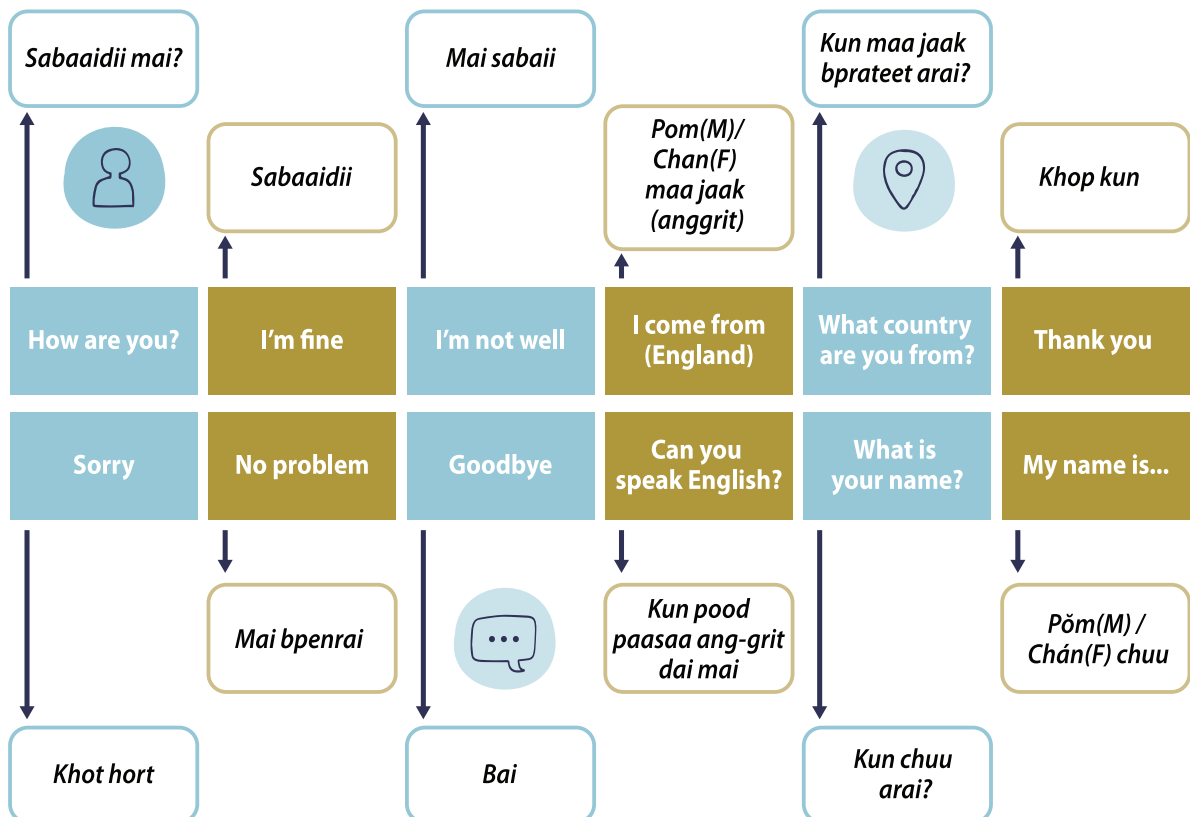 Sabaaidii mai?
Mai sabaii
Kun maa jaak
bprateet arai?
Sabaaidii
Pom(M)/
Chan(F)
maa jaak
(anggrit)
Khop kun
How are you?
I’m fine
I’m not well
I come from
(England)
What country
are you from?
Thank you
Sorry
No problem
Goodbye
Can you
speak English?
What is
your name?
My name is...
Mai bpenrai
Kun pood
paasaa ang-grit
dai mai
Pŏm(M) /
Chán(F) chuu
Khot hort
Bai
Kun chuu
arai?